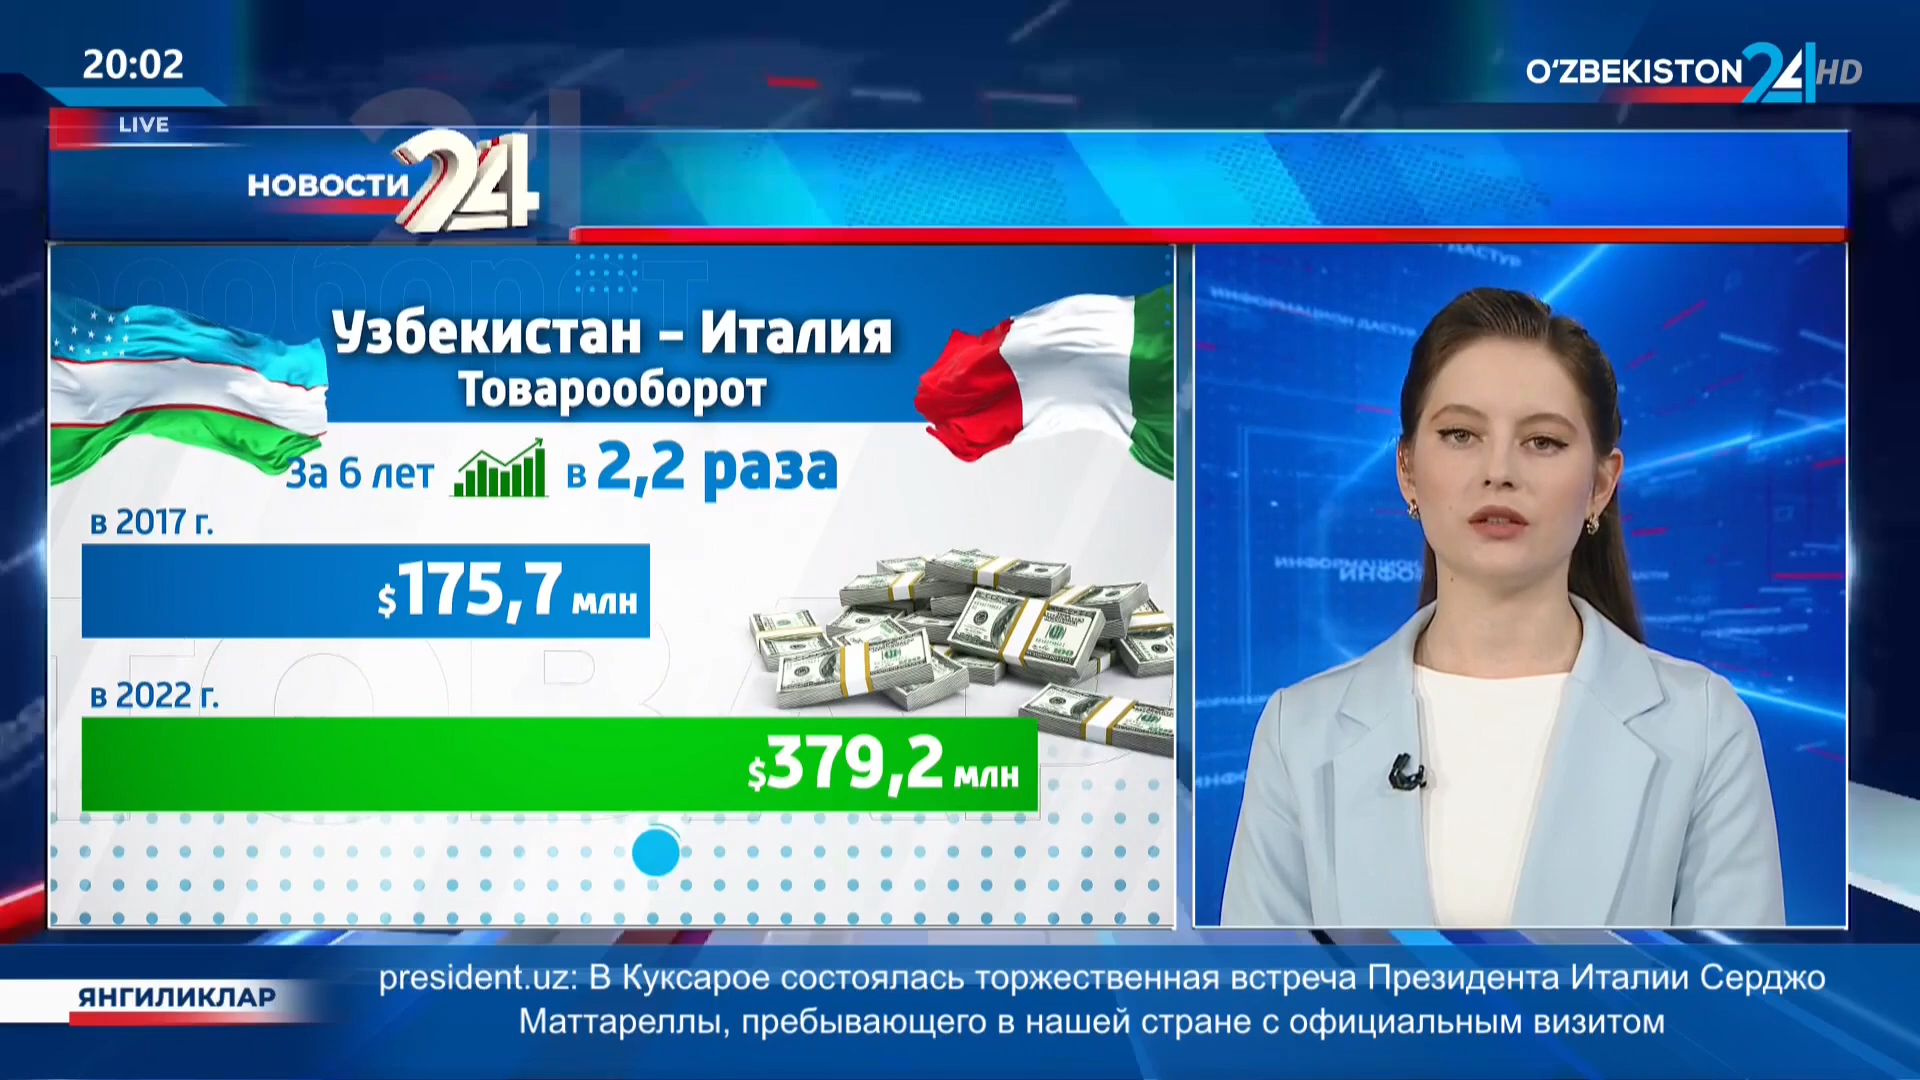 20:02
LIVE
O‘ZBEKISTON 24 HD
НОВОСТИ 24
Узбекистан – Италия
Товарооборот
За 6 лет в 2,2 раза
в 2017 г.
$175,7 млн
в 2022 г.
$379,2 млн
ЯНГИЛИКЛАР
president.uz: В Куксарое состоялась торжественная встреча Президента Италии Серджо
Маттареллы, пребывающего в нашей стране с официальным визитом